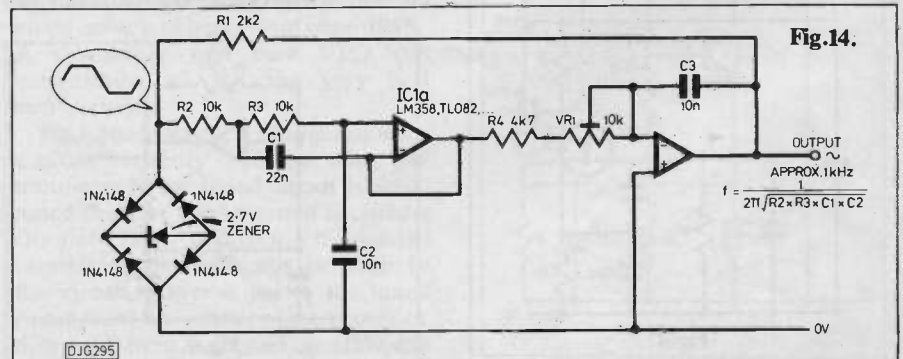 Fig.14.
R1 2k2
C3
10n
IC1a
LM358,TL082
R2
10k
R3
10k
C1
22n
R4 4k7
VR1
10k
+
−
−
+
OUTPUT
APPROX.1kHz
f = 1
2π√R2×R3×C1×C2
1N4148
1N4148
2·7V
ZENER
1N4148
1N4148
C2
10n
0V
DJG295